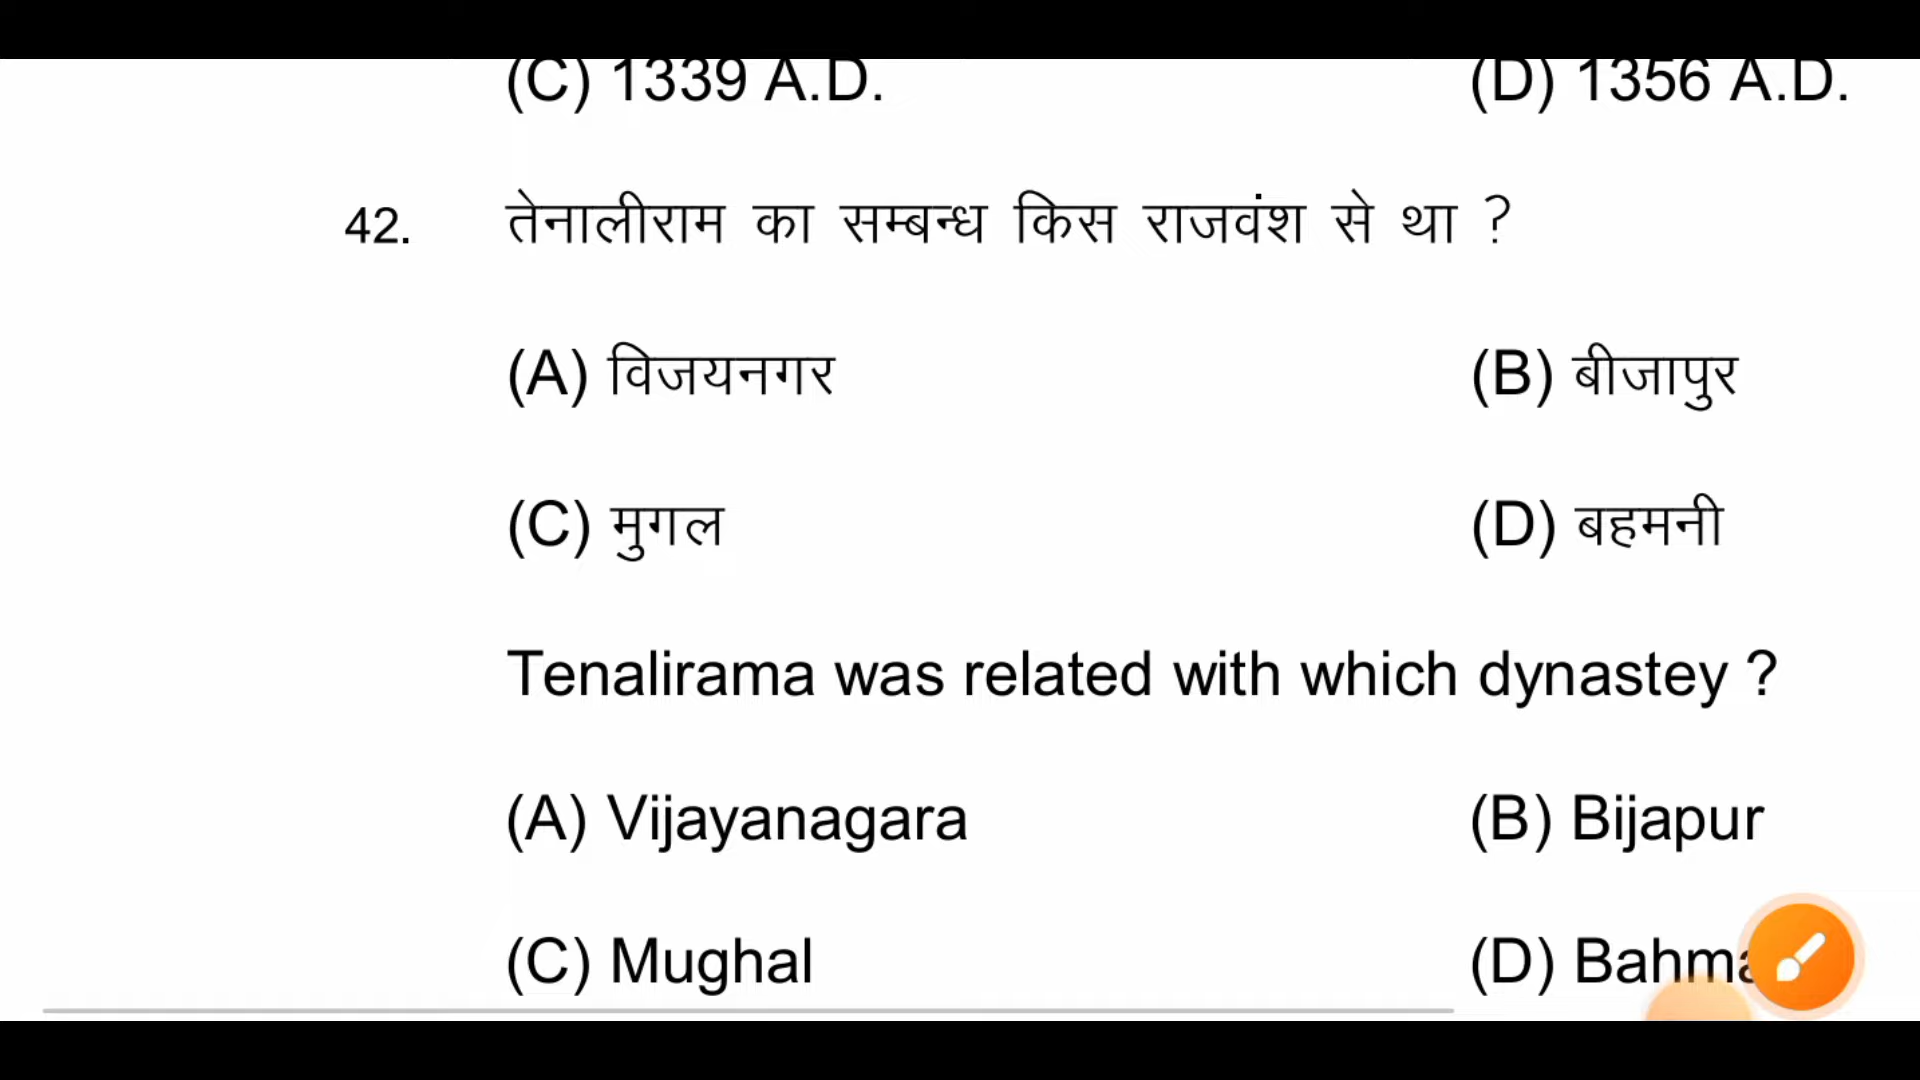 (C) 1339 A.D. (D) 1356 A.D.
42. तेनालीराम का सम्बन्ध किस राजवंश से था ?
(A) विजयनगर (B) बीजापुर
(C) मुगल (D) बहमनी
Tenalirama was related with which dynastey ?
(A) Vijayanagara (B) Bijapur
(C) Mughal (D)